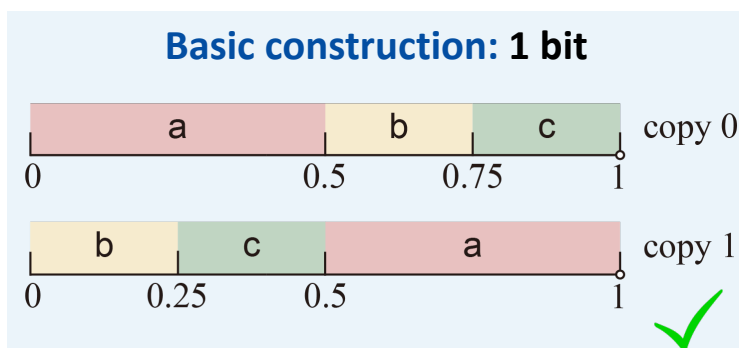 Basic construction: 1 bit
a b c copy 0
0 0.5 0.75 1
b c a copy 1
0 0.25 0.5 1